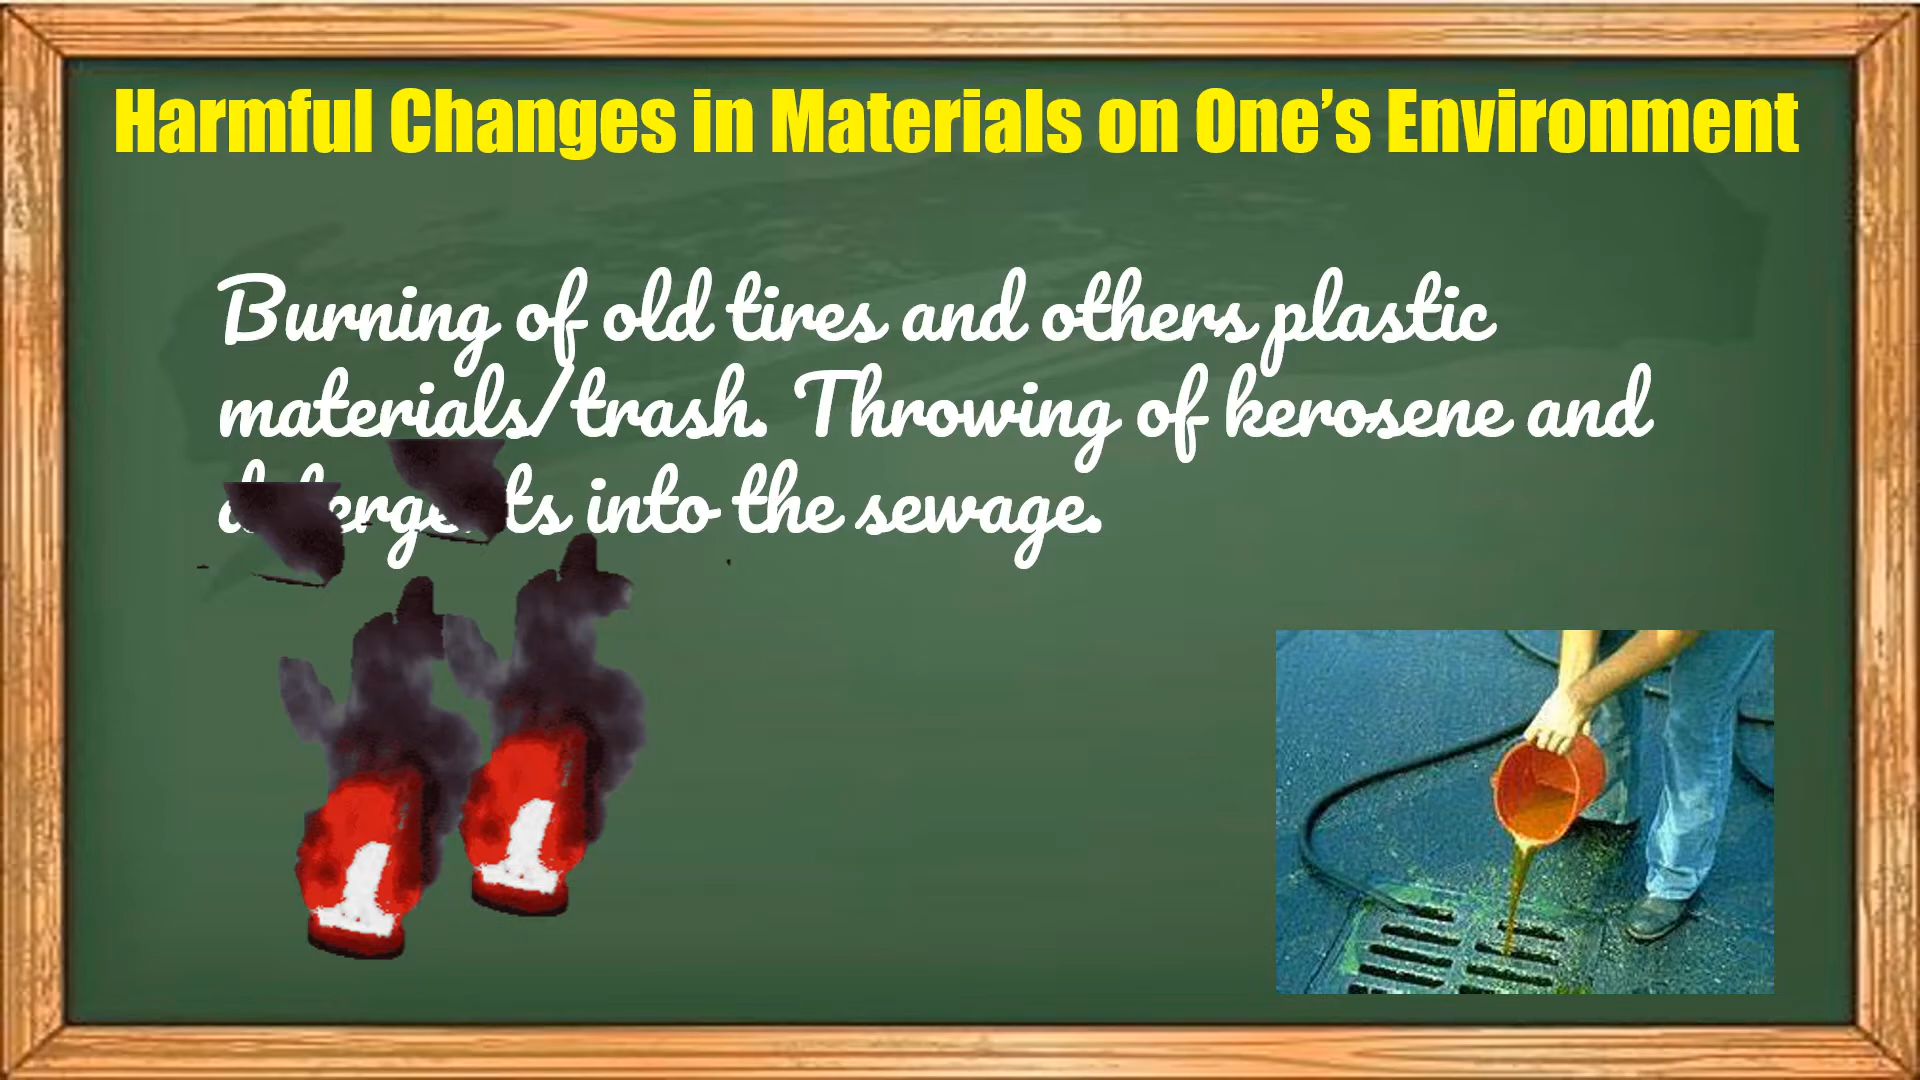 Harmful Changes in Materials on One’s Environment
Burning of old tires and others plastic
materials/trash. Throwing of kerosene and
detergents into the sewage.